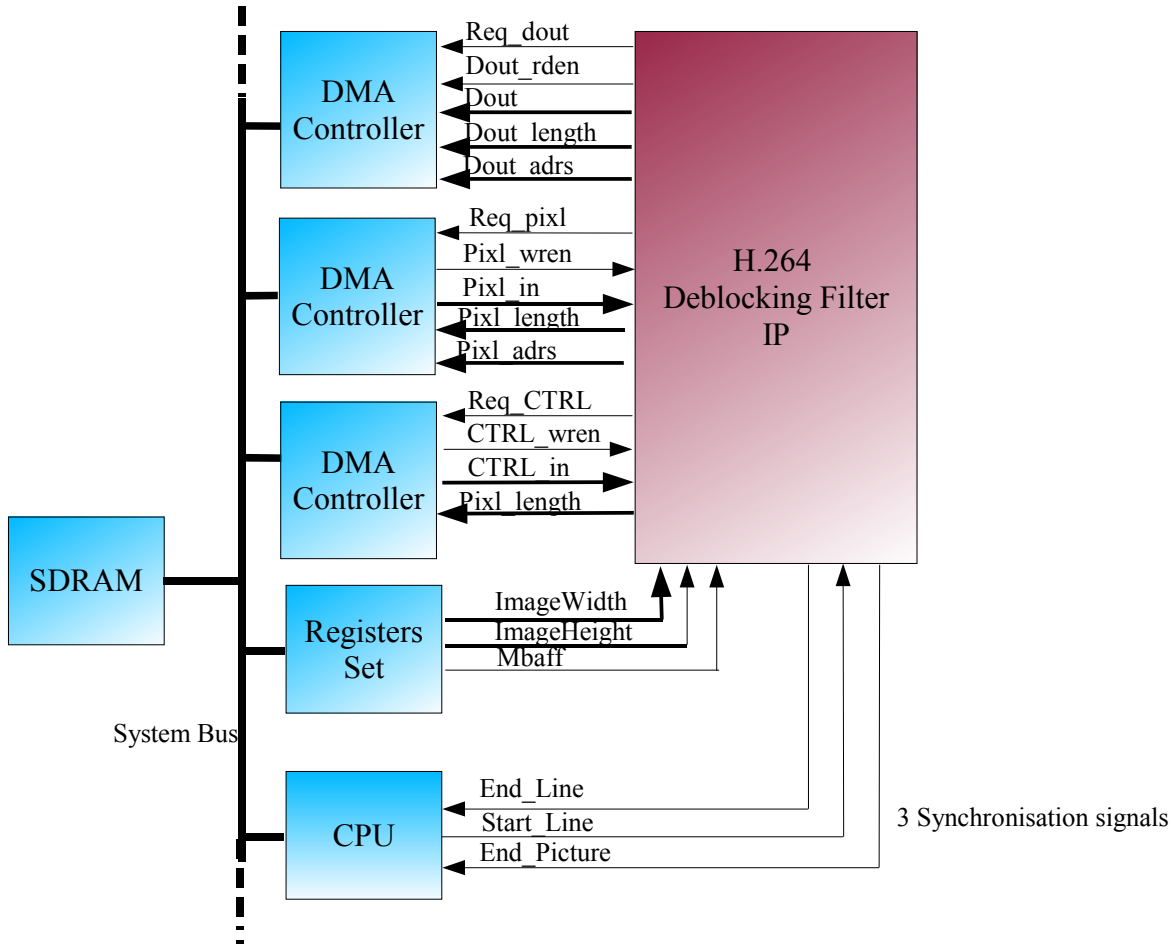 Req_dout
Dout_rden
Dout
Dout_length
Dout_adrs
DMA
Controller
Req_pixl
Pixl_wren
Pixl_in
Pixl_length
Pixl_adrs
DMA
Controller
H.264
Deblocking Filter
IP
Req_CTRL
CTRL_wren
CTRL_in
Pixl_length
DMA
Controller
SDRAM
Registers
Set
ImageWidth
ImageHeight
Mbaff
System Bus
CPU
End_Line
Start_Line
End_Picture
3 Synchronisation signals